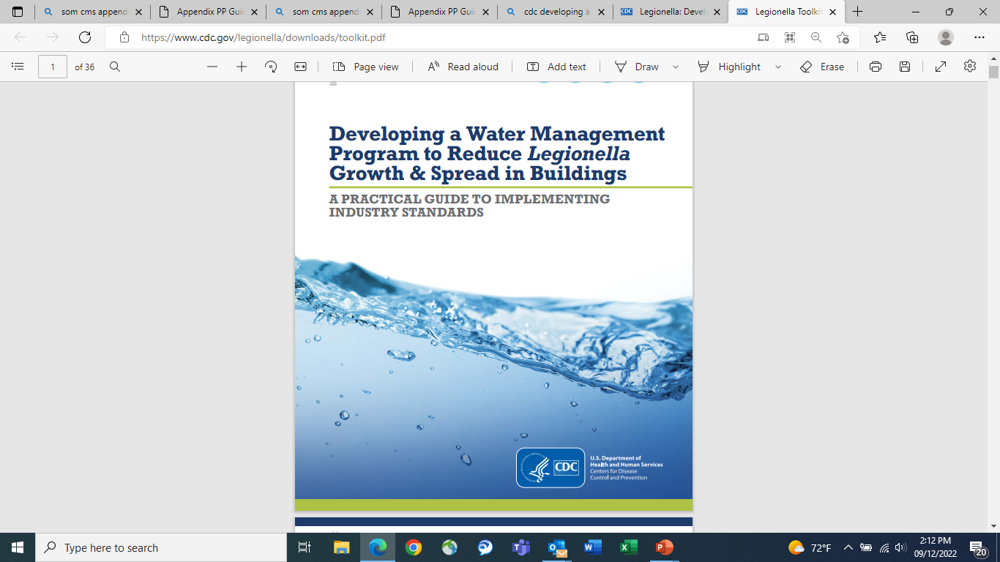 som cms append
Appendix PP Guid
som cms append
Appendix PP Guid
cdc developing a
CDC
Legionella: Devel
CDC
Legionella Toolkit
https://www.cdc.gov/legionella/downloads/toolkit.pdf
1 of 36
Page view
Read aloud
Add text
Draw
Highlight
Erase
Developing a Water Management
Program to Reduce Legionella
Growth & Spread in Buildings
A PRACTICAL GUIDE TO IMPLEMENTING
INDUSTRY STANDARDS
CDC
U.S. Department of
Health and Human Services
Centers for Disease
Control and Prevention
Type here to search
72°F
2:12 PM
09/12/2022
20